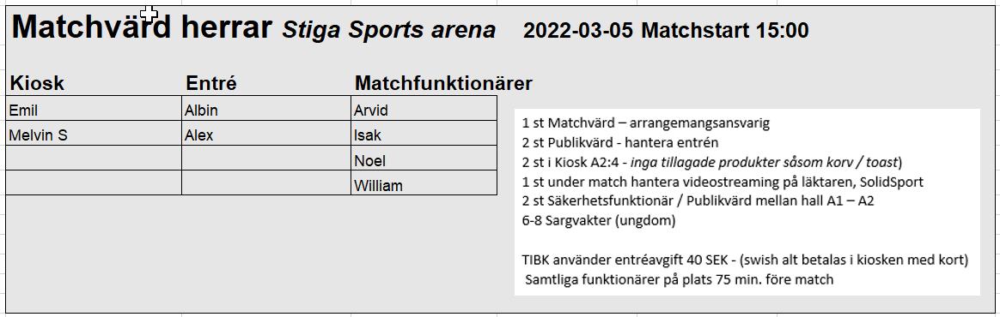 Matchvärd herrar Stiga Sports arena 2022-03-05 Matchstart 15:00
Kiosk Entré Matchfunktionärer
Emil Albin Arvid
Melvin S Alex Isak
Noel
William
1 st Matchvärd – arrangemangsansvarig
2 st Publikvärd - hantera entrén
2 st i Kiosk A2:4 - inga tillagade produkter såsom korv / toast)
1 st under match hantera videostreaming på läktaren, SolidSport
2 st Säkerhetsfunktionär / Publikvärd mellan hall A1 – A2
6-8 Sargvakter (ungdom)
TIBK använder entréavgift 40 SEK - (swish alt betalas i kiosken med kort)
Samtliga funktionärer på plats 75 min. före match